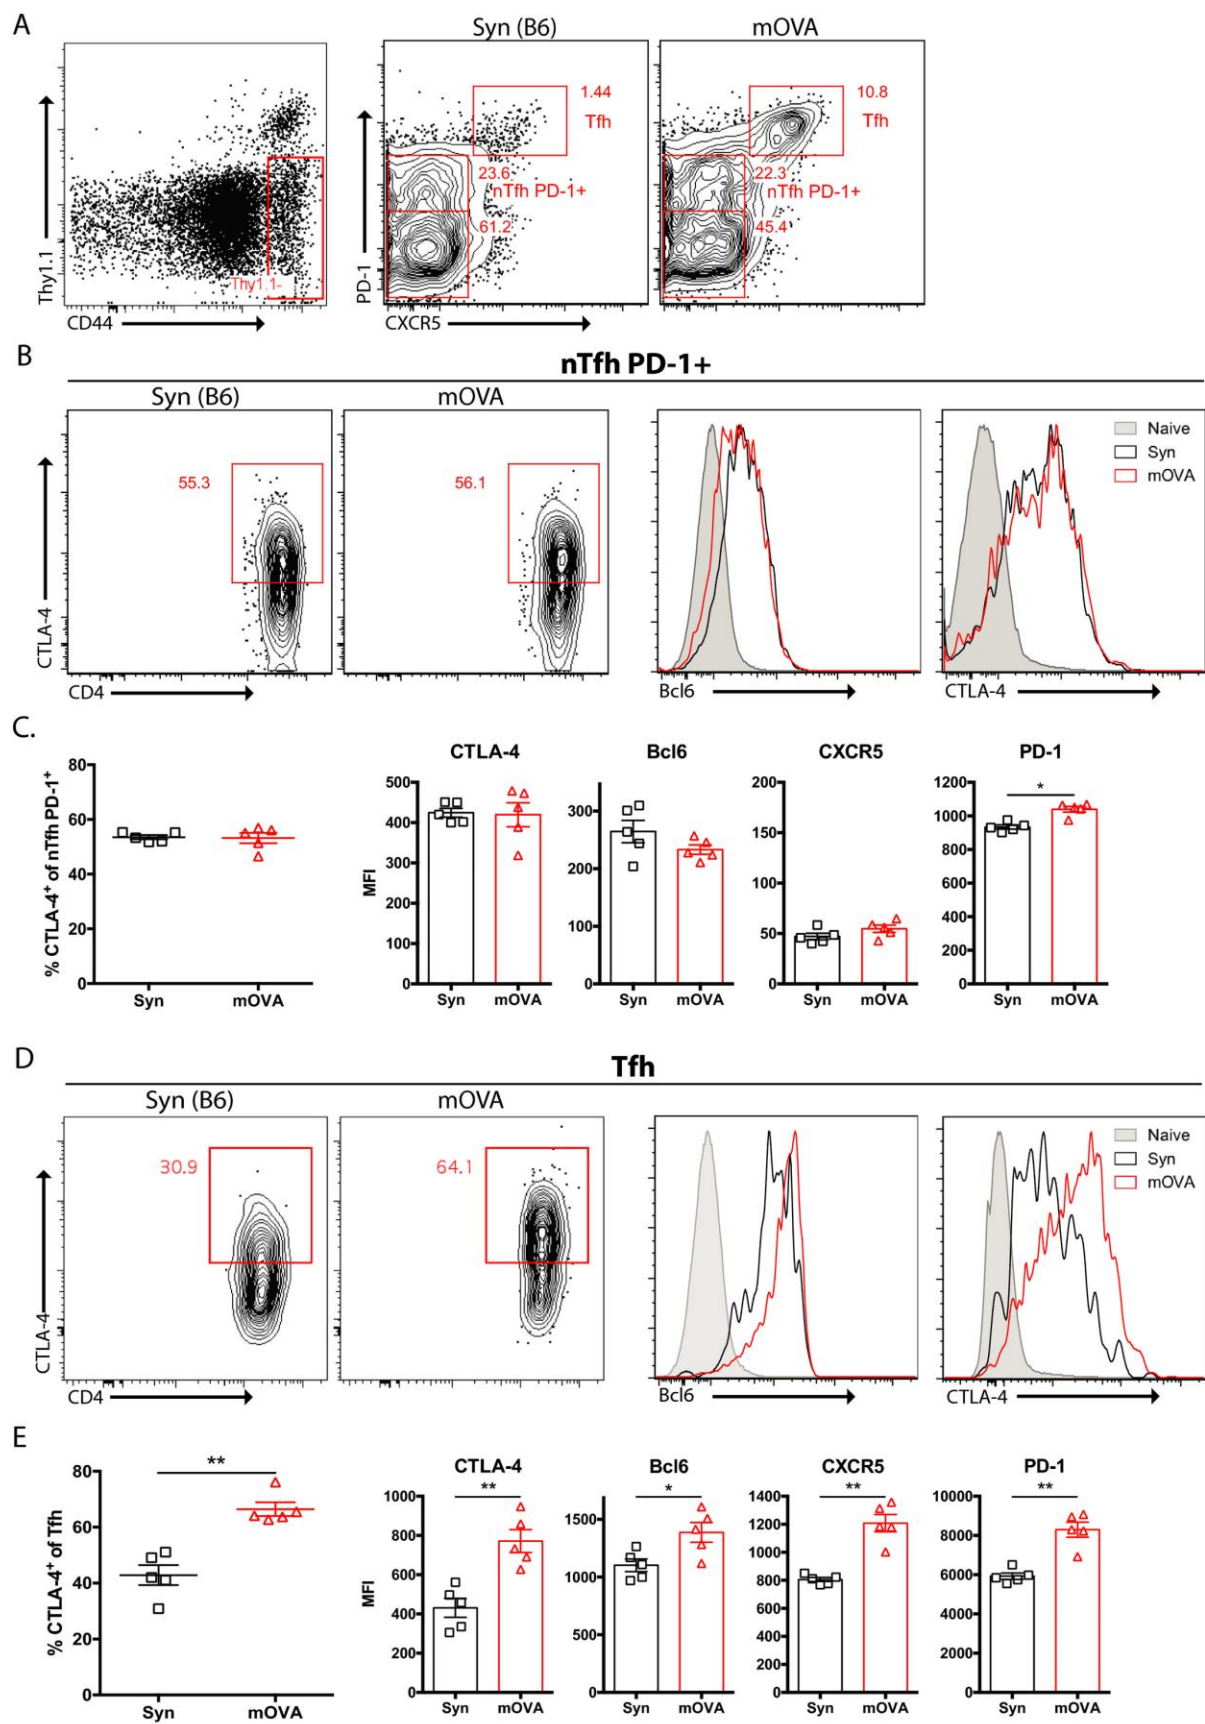 A
Syn (B6)
mOVA
1.44
Tfh
10.8
Tfh
23.6
nTfh PD-1+
22.3
nTfh PD-1+
61.2
45.4
Thy1.1-
Thy1.1
CD44
PD-1
CXCR5
B
nTfh PD-1+
Syn (B6)
mOVA
55.3
56.1
Naive
Syn
mOVA
CTLA-4
CD4
Bcl6
CTLA-4
C.
CTLA-4
Bcl6
CXCR5
PD-1
% CTLA-4+ of nTfh PD-1+
80
60
40
20
0
Syn
mOVA
MFI
500
400
300
200
100
0
Syn
mOVA
300
200
100
0
Syn
mOVA
200
150
100
50
0
Syn
mOVA
1200
1000
800
600
400
200
0
*
Syn
mOVA
D
Tfh
Syn (B6)
mOVA
30.9
64.1
Naive
Syn
mOVA
CTLA-4
CD4
Bcl6
CTLA-4
E
CTLA-4
Bcl6
CXCR5
PD-1
% CTLA-4+ of Tfh
80
60
40
20
0
**
Syn
mOVA
MFI
1000
800
600
400
200
0
**
Syn
mOVA
1500
1000
500
0
*
Syn
mOVA
1400
1200
1000
800
600
400
200
0
**
Syn
mOVA
10000
8000
6000
4000
2000
0
**
Syn
mOVA